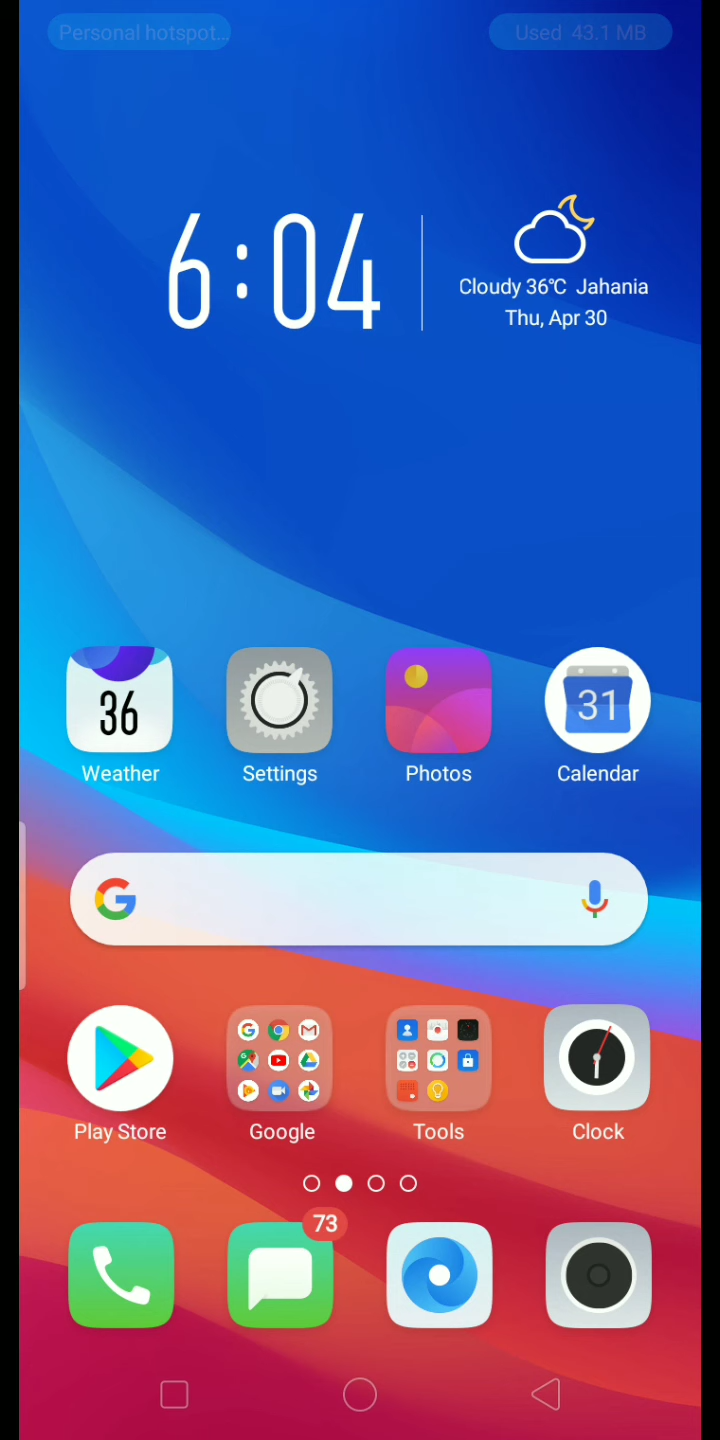 Personal hotspot... Used 43.1 MB
6:04
Cloudy 36℃ Jahania
Thu, Apr 30
36 31
Weather Settings Photos Calendar
Play Store Google Tools Clock
73